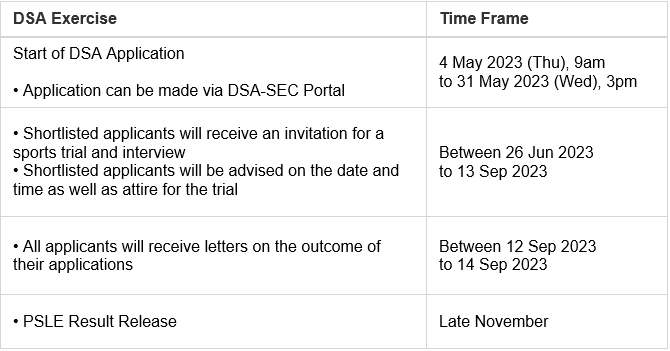 DSA Exercise
Time Frame
Start of DSA Application
• Application can be made via DSA-SEC Portal
4 May 2023 (Thu), 9am
to 31 May 2023 (Wed), 3pm
• Shortlisted applicants will receive an invitation for a
sports trial and interview
• Shortlisted applicants will be advised on the date and
time as well as attire for the trial
Between 26 Jun 2023
to 13 Sep 2023
• All applicants will receive letters on the outcome of
their applications
Between 12 Sep 2023
to 14 Sep 2023
• PSLE Result Release
Late November